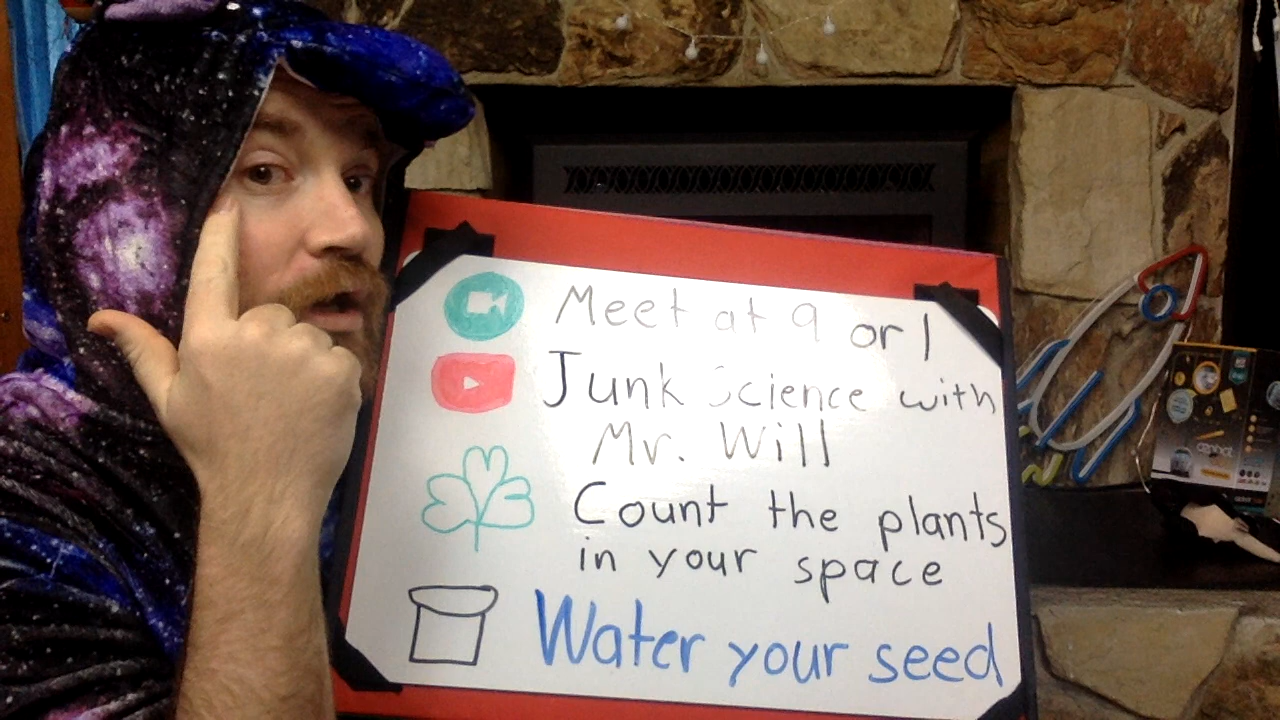 Meet at 9 or 1
Junk Science with
Mr. Will
Count the plants
in your space
Water your seed